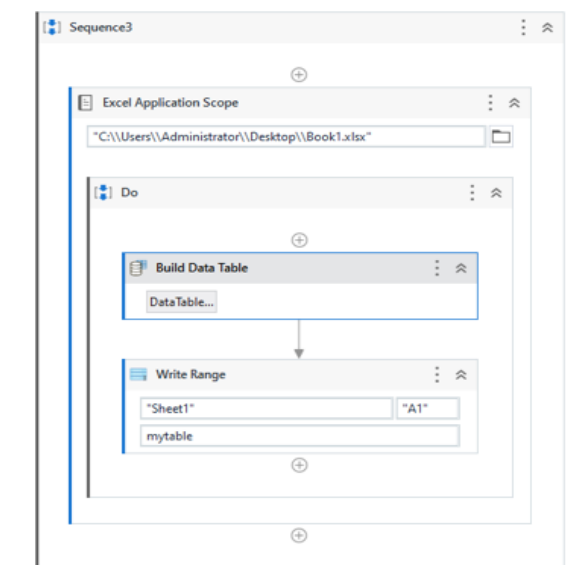 Sequence3
Excel Application Scope
"C:\\Users\\Administrator\\Desktop\\Book1.xlsx"
Do
Build Data Table
DataTable...
Write Range
"Sheet1" "A1"
mytable